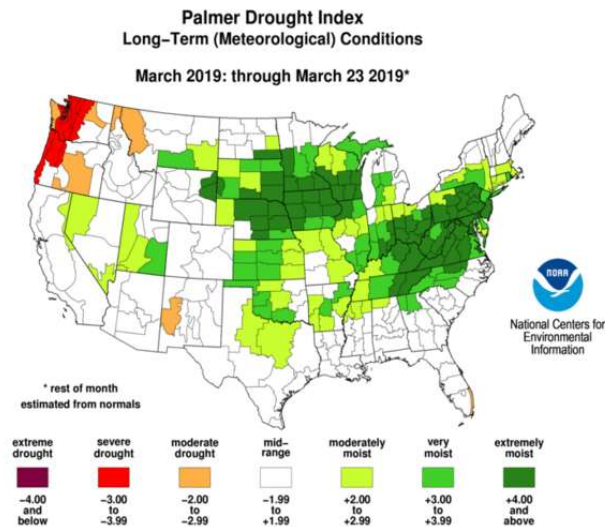 Palmer Drought Index
Long-Term (Meteorological) Conditions
March 2019: through March 23 2019*
NOAA
National Centers for
Environmental
Information
* rest of month
estimated from normals
extreme drought
severe drought
moderate drought
mid-range
moderately moist
very moist
extremely moist
-4.00 and below
-3.00 to -3.99
-2.00 to -2.99
-1.99 to +1.99
+2.00 to +2.99
+3.00 to +3.99
+4.00 and above